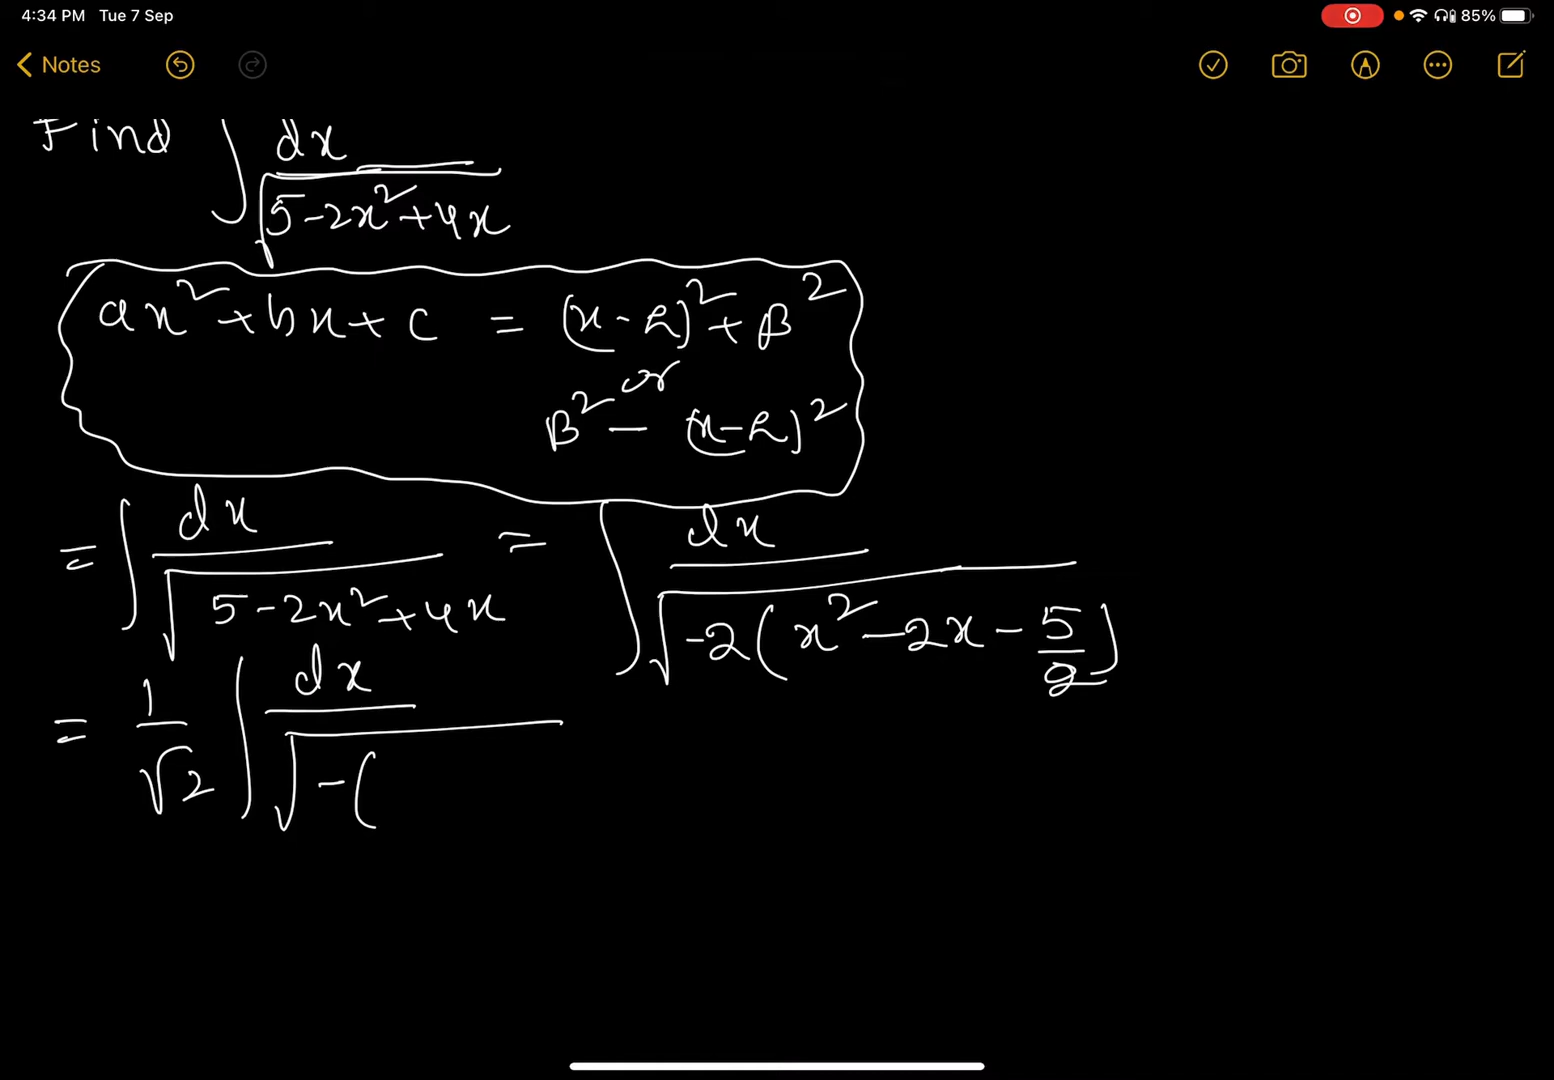 4:34 PM Tue 7 Sep 85%
Notes
Find ∫ dx / √(5-2x²+4x)
ax²+bx+c = (x-α)²+β²
or
β² - (x-α)²
= ∫ dx / √(5-2x²+4x) = ∫ dx / √(-2(x²-2x-5/2))
= 1/√2 ∫ dx / √(-(